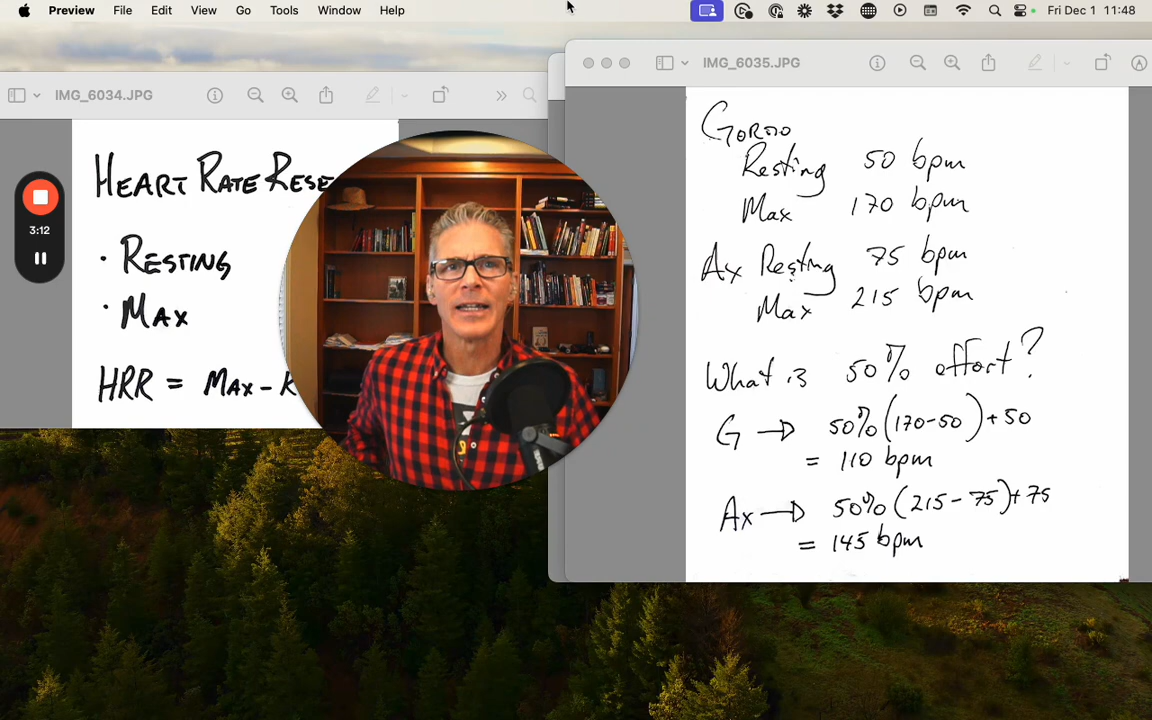 Preview File Edit View Go Tools Window Help
Fri Dec 1 11:48
IMG_6034.JPG
HEART RATE RESE
· RESTING
· MAX
HRR = MAX - R
3:12
IMG_6035.JPG
GORDO
Resting 50 bpm
Max 170 bpm
Ax Resting 75 bpm
Max 215 bpm
What is 50% effort?
G → 50% (170-50) + 50
= 110 bpm
Ax → 50% (215 - 75) + 75
= 145 bpm